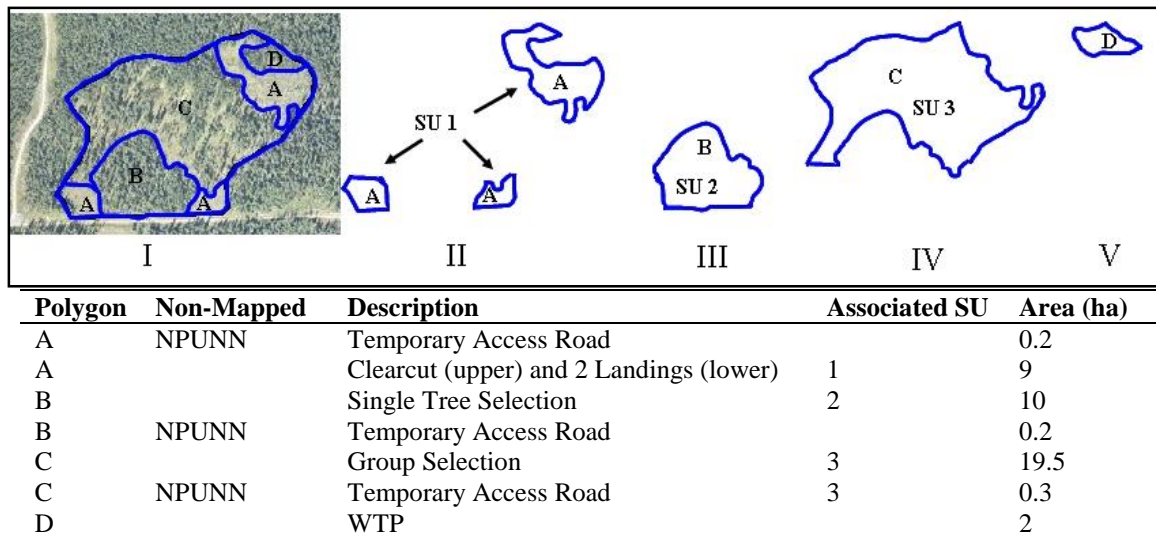 D
A
C
B
A
A
I
A
SU 1
A
A
II
B
SU 2
III
C
SU 3
IV
D
V
Polygon Non-Mapped Description Associated SU Area (ha)
A NPUNN Temporary Access Road 0.2
A Clearcut (upper) and 2 Landings (lower) 1 9
B Single Tree Selection 2 10
B NPUNN Temporary Access Road 0.2
C Group Selection 3 19.5
C NPUNN Temporary Access Road 3 0.3
D WTP 2